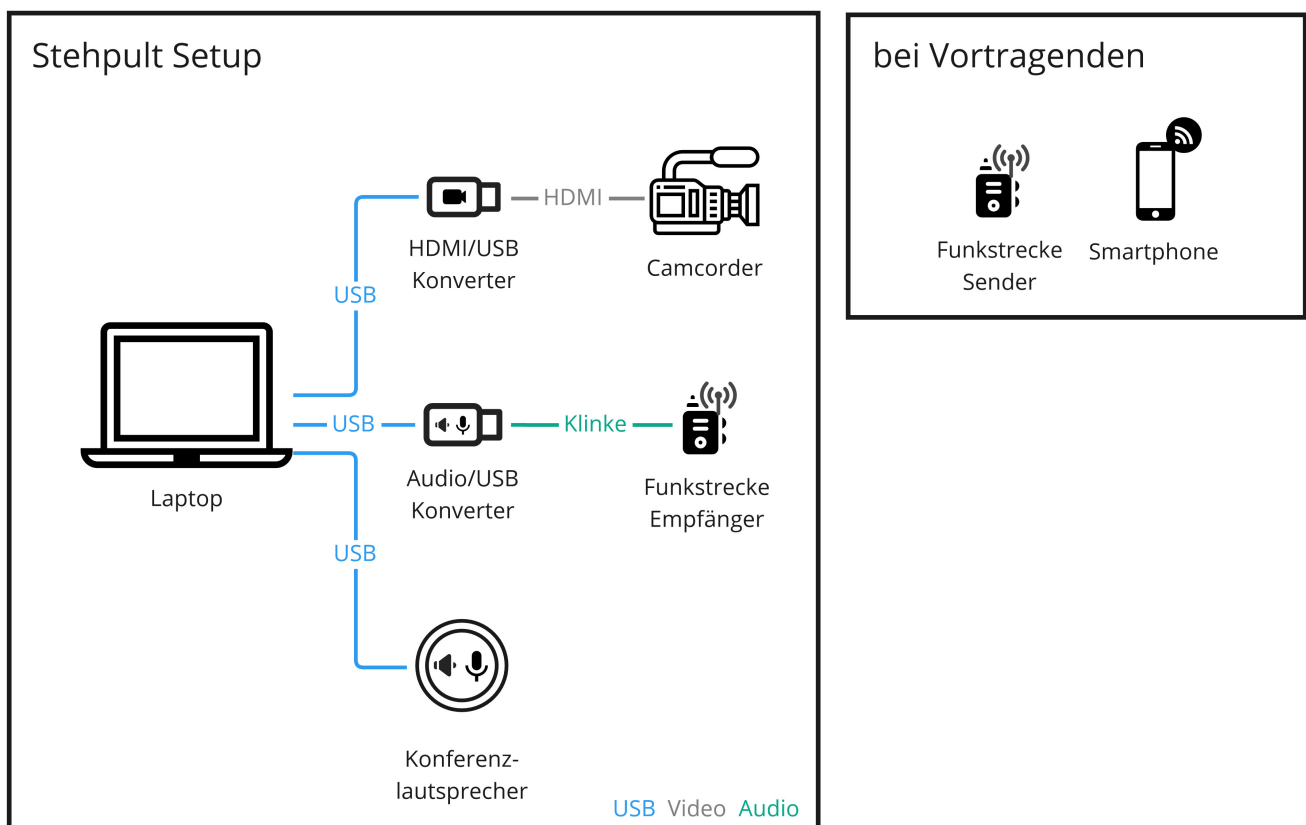 Stehpult Setup
HDMI
HDMI/USB
Konverter
Camcorder
USB
USB
Klinke
Laptop
Audio/USB
Konverter
Funkstrecke
Empfänger
USB
Konferenz-
lautsprecher
USB Video Audio
bei Vortragenden
Funkstrecke
Sender
Smartphone